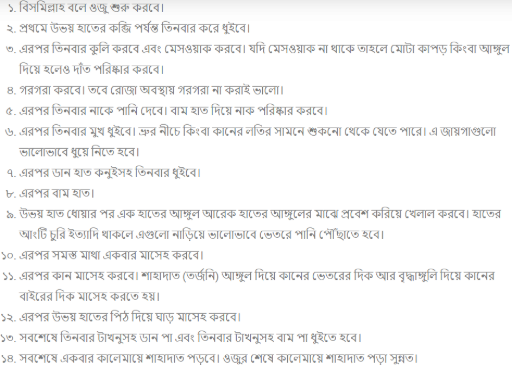 ১. বিসমিল্লাহ বলে ওজু শুরু করবে।
২. প্রথমে উভয় হাতের কব্জি পর্যন্ত তিনবার করে ধুইবে।
৩. এরপর তিনবার কুলি করবে এবং মেসওয়াক করবে। যদি মেসওয়াক না থাকে তাহলে মোটা কাপড় কিংবা আঙ্গুল
দিয়ে হলেও দাঁত পরিষ্কার করবে।
৪. গরগরা করবে। তবে রোজা অবস্থায় গরগরা না করাই ভালো।
৫. এরপর তিনবার নাকে পানি দেবে। বাম হাত দিয়ে নাক পরিষ্কার করবে।
৬. এরপর তিনবার মুখ ধুইবে। ভ্রুর নীচে কিংবা কানের লতির সামনে শুকনো থেকে যেতে পারে। এ জায়গাগুলো
ভালোভাবে ধুয়ে নিতে হবে।
৭. এরপর ডান হাত কনুইসহ তিনবার ধুইবে।
৮. এরপর বাম হাত।
৯. উভয় হাত ধোয়ার পর এক হাতের আঙ্গুল আরেক হাতের আঙ্গুলের মাঝে প্রবেশ করিয়ে খেলাল করবে। হাতের
আংটি চুরি ইত্যাদি থাকলে এগুলো নাড়িয়ে ভালোভাবে ভেতরে পানি পৌঁছাতে হবে।
১০. এরপর সমস্ত মাথা একবার মাসেহ করবে।
১১. এরপর কান মাসেহ করবে। শাহাদাত (তর্জনি) আঙ্গুল দিয়ে কানের ভেতরের দিক আর বৃদ্ধাঙ্গুলি দিয়ে কানের
বাইরের দিক মাসেহ করতে হয়।
১২. এরপর উভয় হাতের পিঠ দিয়ে ঘাড় মাসেহ করবে।
১৩. সবশেষে তিনবার টাখনুসহ ডান পা এবং তিনবার টাখনুসহ বাম পা ধুইতে হবে।
১৪. সবশেষে একবার কালেমায়ে শাহাদাত পড়বে। ওজুর শেষে কালেমায়ে শাহাদাত পড়া সুন্নত।